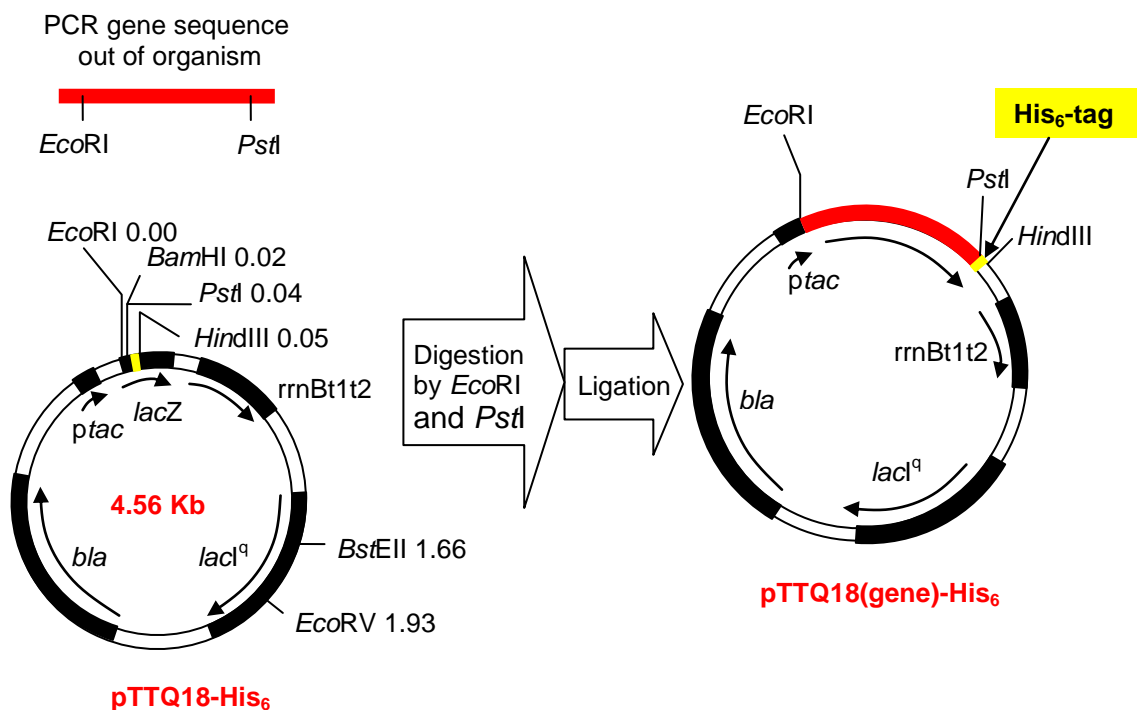 PCR gene sequence
out of organism
EcoRI
PstI
EcoRI 0.00
BamHI 0.02
PstI 0.04
HindIII 0.05
rrnBt1t2
ptac
lacZ
4.56 Kb
bla
lacIq
BstEII 1.66
EcoRV 1.93
pTTQ18-His6
Digestion
by EcoRI
and PstI
Ligation
His6-tag
EcoRI
PstI
HindIII
ptac
rrnBt1t2
bla
lacIq
pTTQ18(gene)-His6